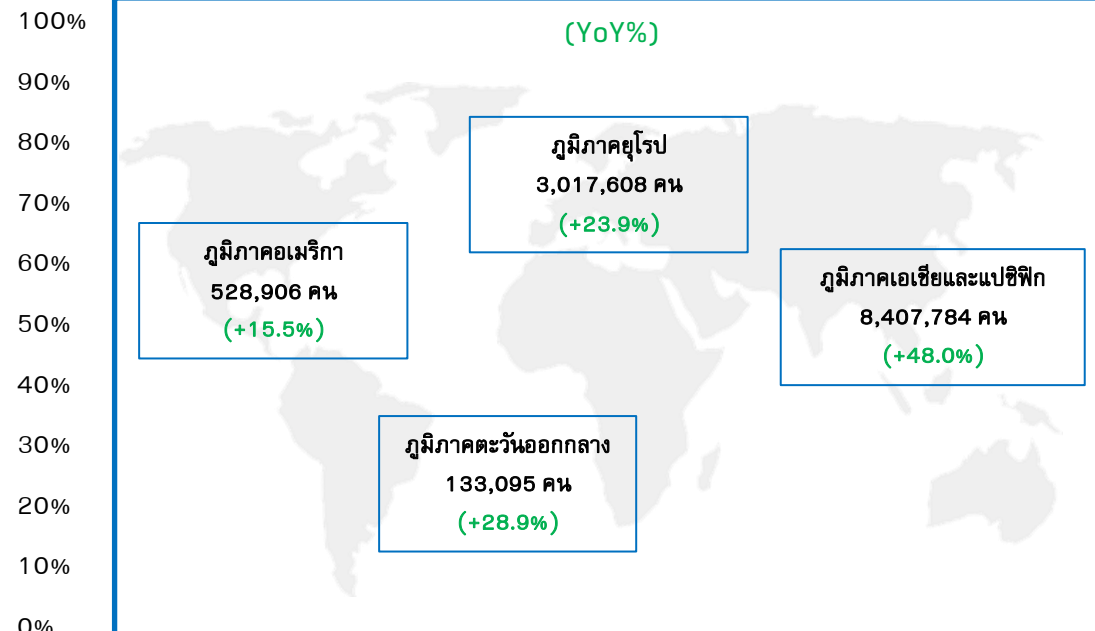 100%
90%
80%
70%
60%
50%
40%
30%
20%
10%
0%
(YoY%)
ภูมิภาคยุโรป
3,017,608 คน
(+23.9%)
ภูมิภาคอเมริกา
528,906 คน
(+15.5%)
ภูมิภาคเอเชียและแปซิฟิก
8,407,784 คน
(+48.0%)
ภูมิภาคตะวันออกกลาง
133,095 คน
(+28.9%)